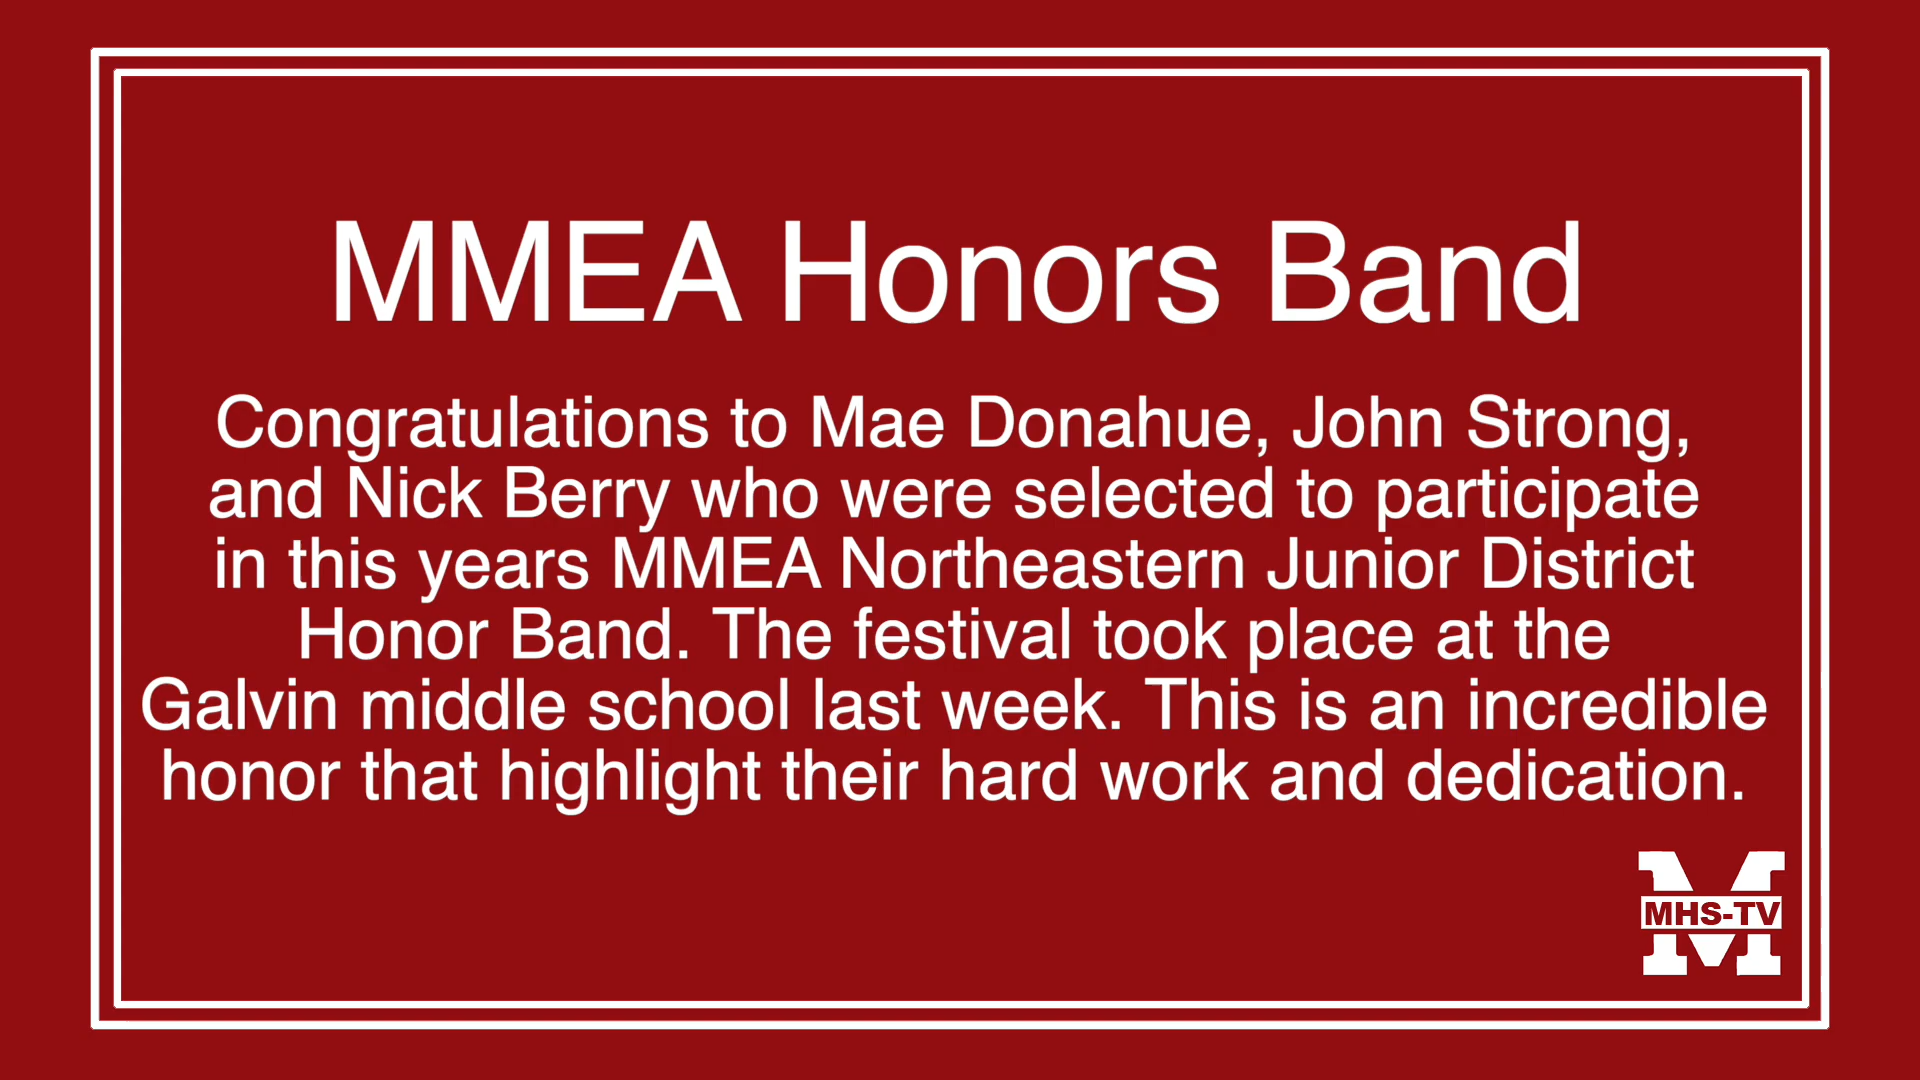 MMEA Honors Band
Congratulations to Mae Donahue, John Strong,
and Nick Berry who were selected to participate
in this years MMEA Northeastern Junior District
Honor Band. The festival took place at the
Galvin middle school last week. This is an incredible
honor that highlight their hard work and dedication.
M
MHS-TV